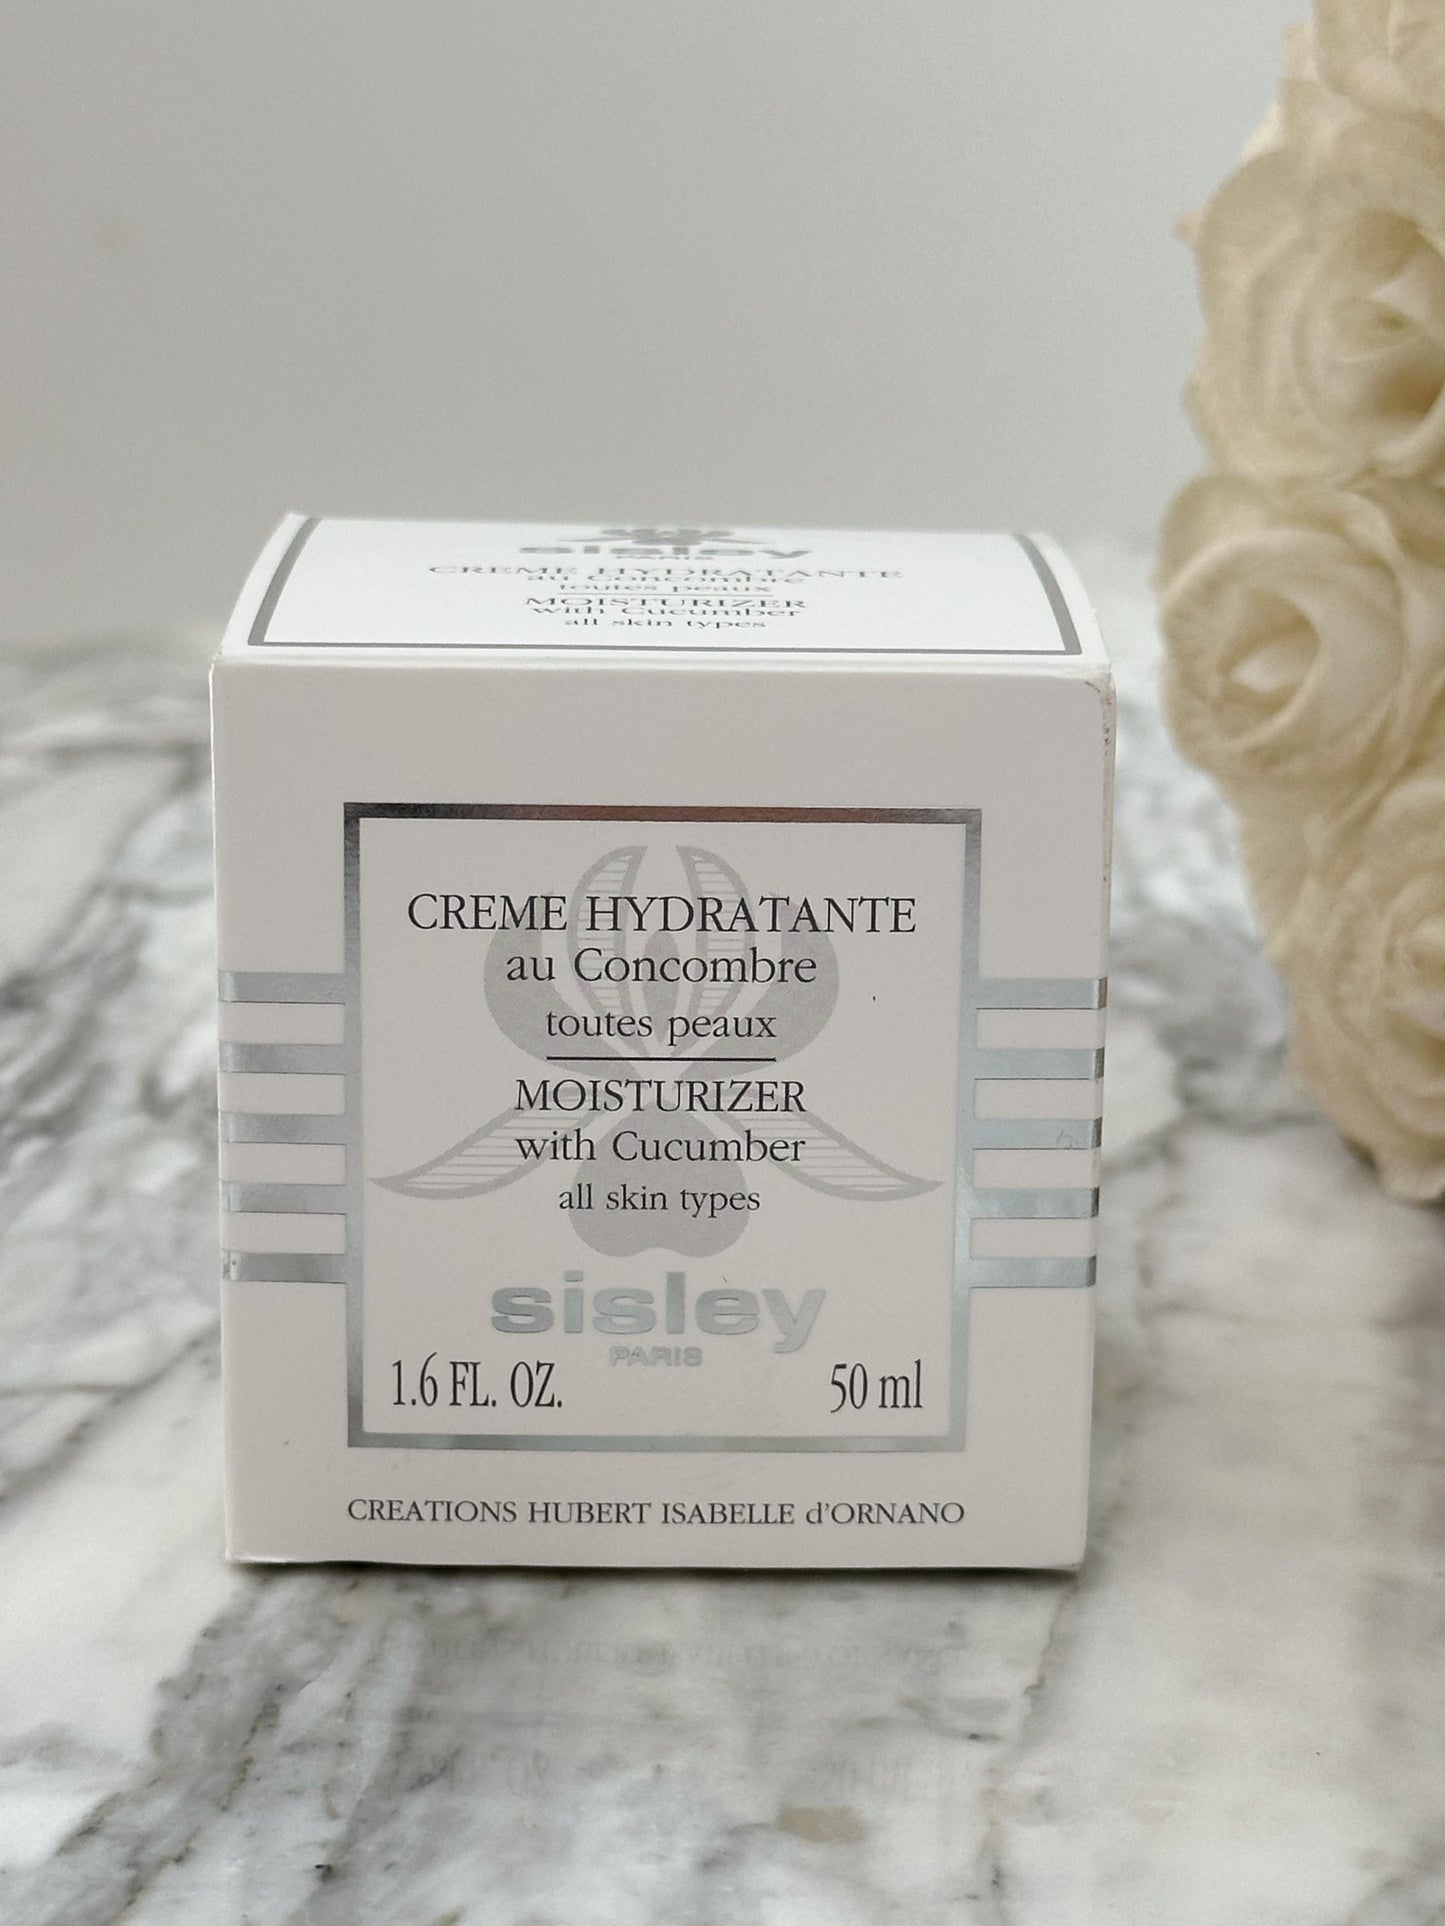 sisley
PARIS
CREME HYDRATANTE
au Concombre
toutes peaux
MOISTURIZER
with Cucumber
all skin types
CREME HYDRATANTE
au Concombre
toutes peaux
MOISTURIZER
with Cucumber
all skin types
sisley
PARIS
1.6 FL. OZ. 50 ml
CREATIONS HUBERT ISABELLE d'ORNANO